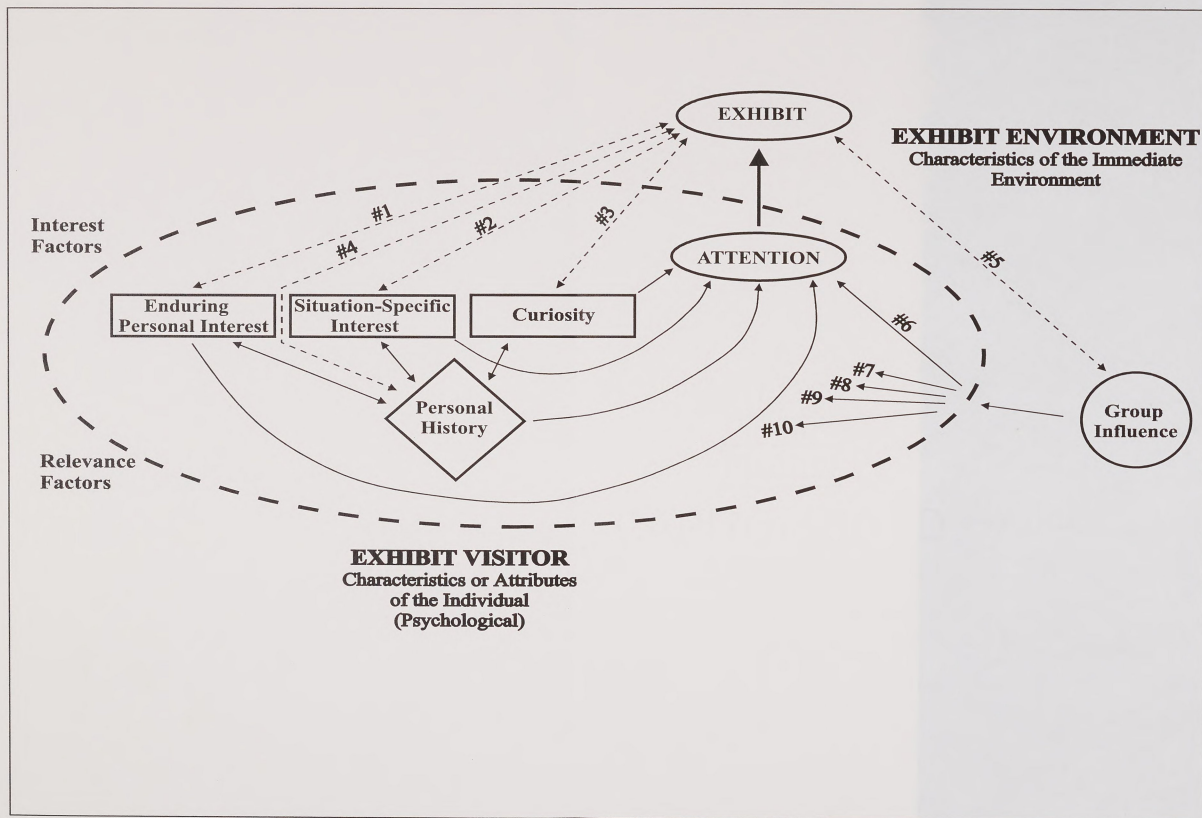 EXHIBIT
EXHIBIT ENVIRONMENT
Characteristics of the Immediate
Environment
Interest
Factors
#1
#4
#2
#3
#5
ATTENTION
Enduring
Personal Interest
Situation-Specific
Interest
Curiosity
#6
#7
#8
#9
#10
Personal
History
Group
Influence
Relevance
Factors
EXHIBIT VISITOR
Characteristics or Attributes
of the Individual
(Psychological)